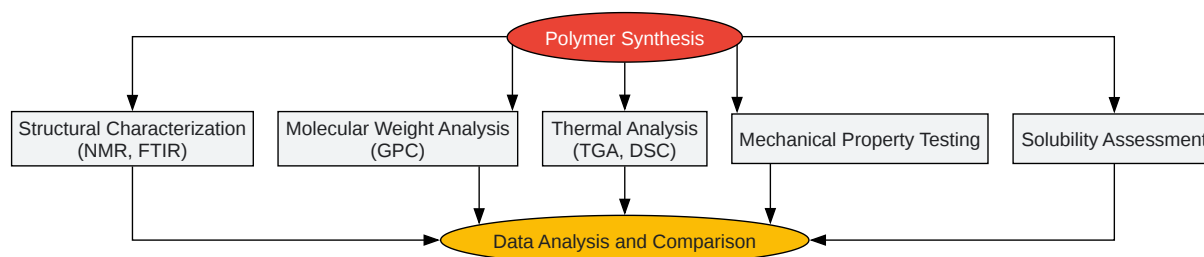 Polymer Synthesis
Structural Characterization
(NMR, FTIR)
Molecular Weight Analysis
(GPC)
Thermal Analysis
(TGA, DSC)
Mechanical Property Testing
Solubility Assessment
Data Analysis and Comparison